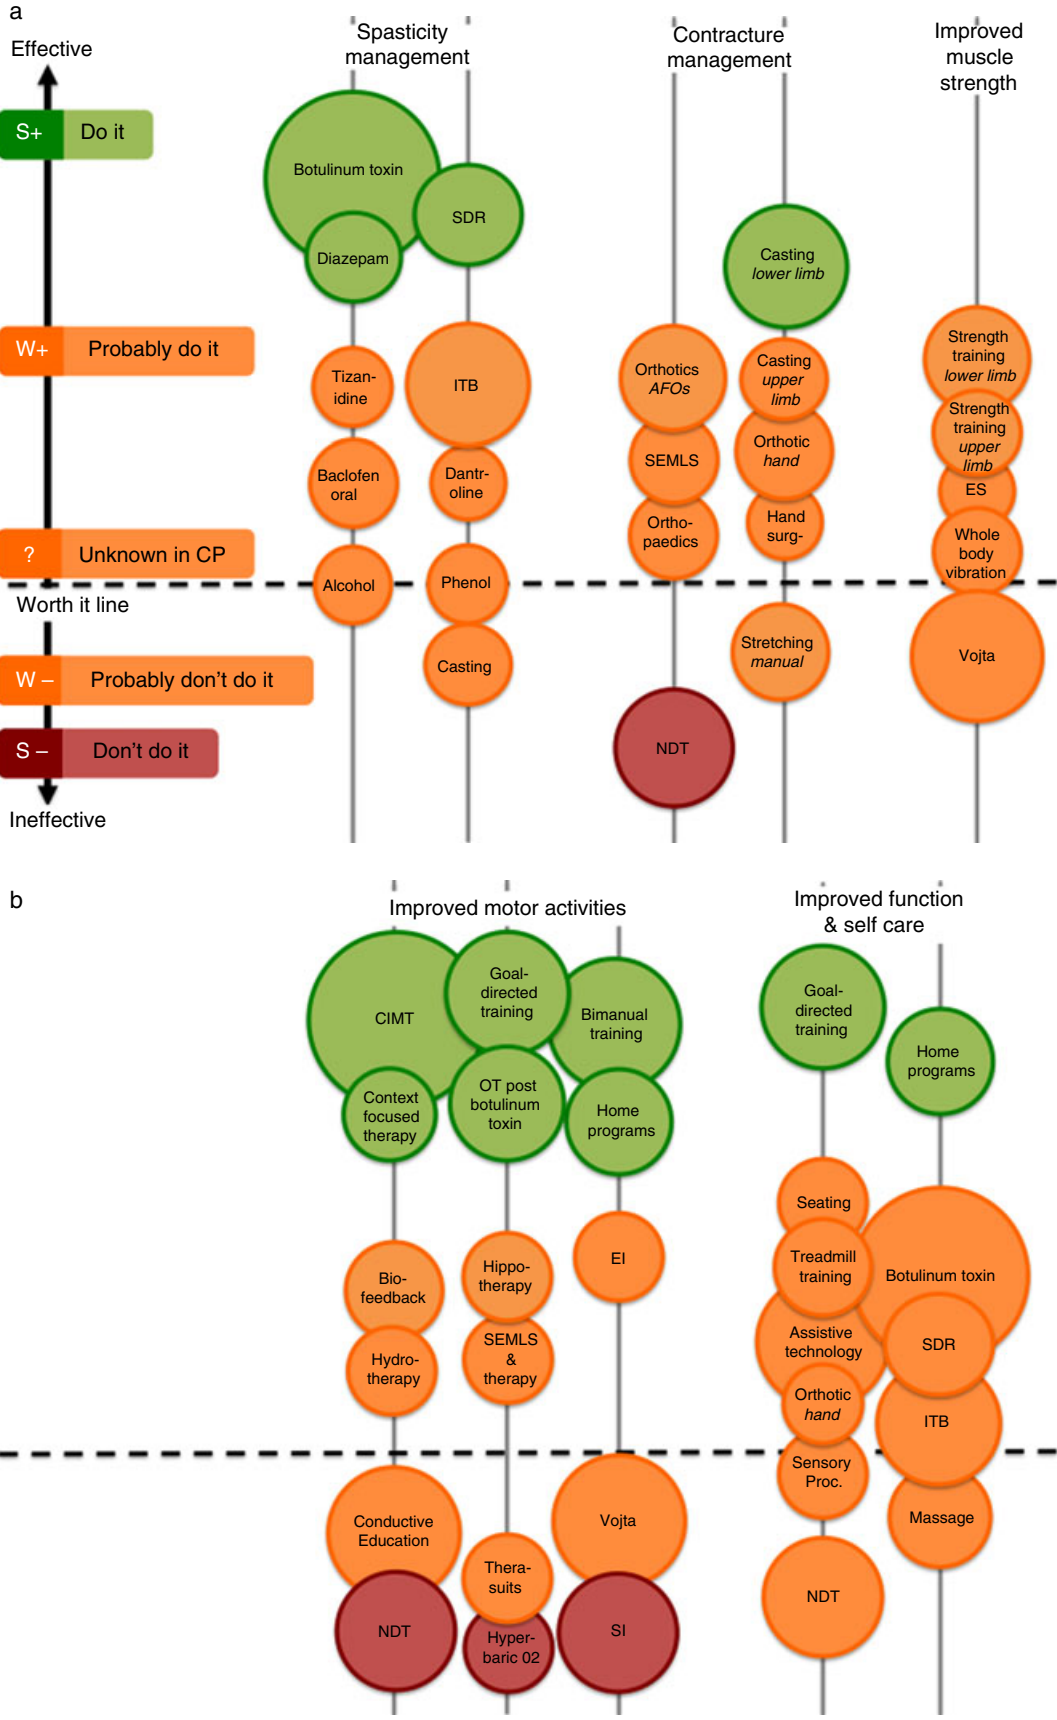 a
Effective
Spasticity
management
Contracture
management
Improved
muscle
strength
S+ Do it
W+ Probably do it
? Unknown in CP
Worth it line
W – Probably don't do it
S – Don't do it
Ineffective
Botulinum toxin
SDR
Diazepam
Tizan-
idine
ITB
Baclofen
oral
Dantr-
oline
Alcohol
Phenol
Casting
Casting
lower limb
Orthotics
AFOs
Casting
upper
limb
SEMLS
Orthotic
hand
Ortho-
paedics
Hand
surg-
Stretching
manual
NDT
Strength
training
lower limb
Strength
training
upper
limb
ES
Whole
body
vibration
Vojta
b
Improved motor activities
Improved function
& self care
CIMT
Goal-
directed
training
Bimanual
training
Context
focused
therapy
OT post
botulinum
toxin
Home
programs
Bio-
feedback
Hippo-
therapy
EI
Hydro-
therapy
SEMLS
&
therapy
Conductive
Education
Vojta
Thera-
suits
NDT
Hyper-
baric 02
SI
Goal-
directed
training
Home
programs
Seating
Treadmill
training
Botulinum toxin
Assistive
technology
SDR
Orthotic
hand
ITB
Sensory
Proc.
Massage
NDT